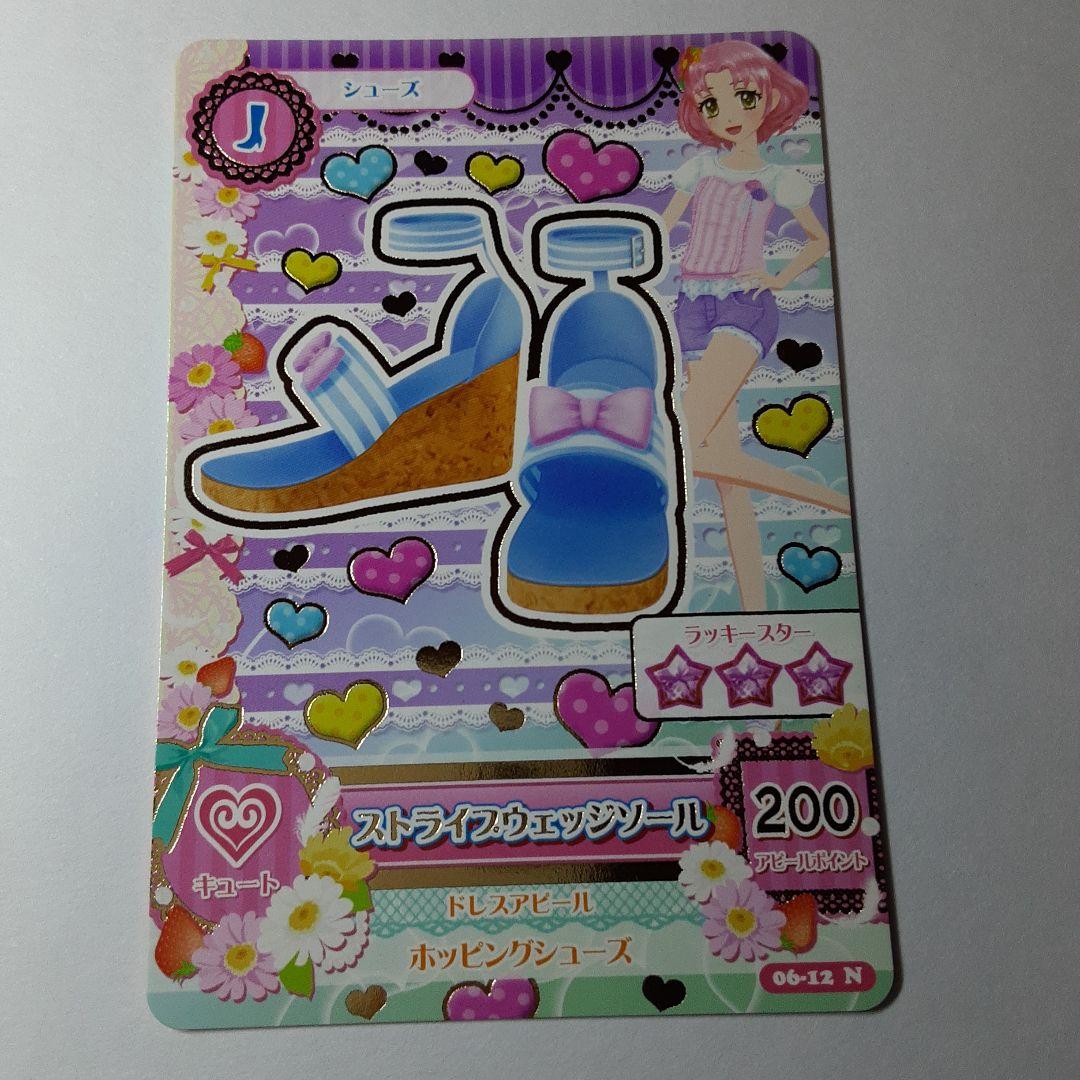 シューズ
ラッキースター
ストライプウェッジソール
200
アピールポイント
キュート
ドレスアピール
ホッピングシューズ
06-12 N